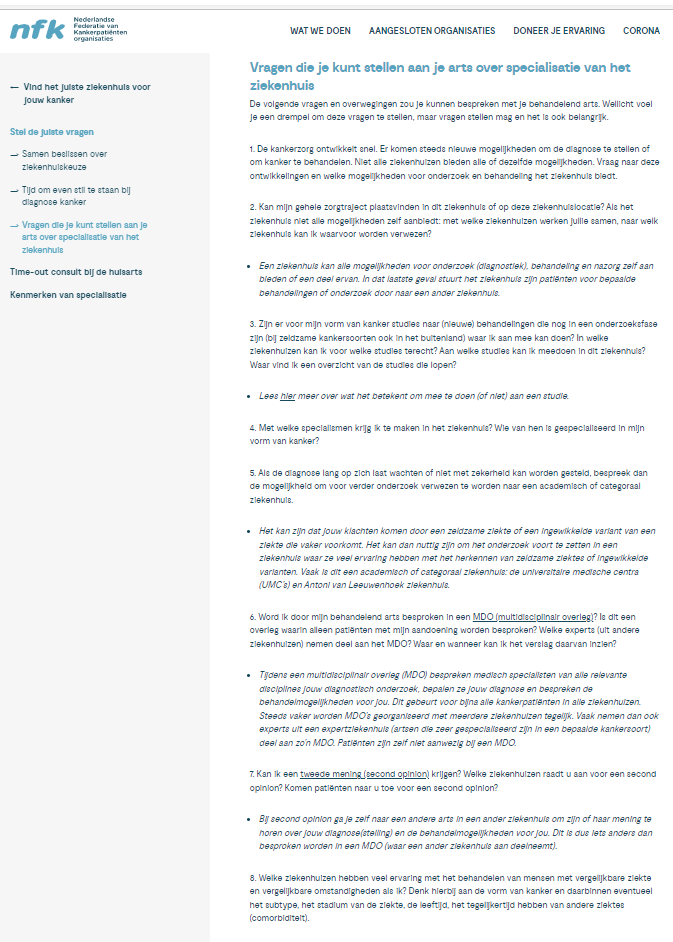 nfk
Nederlandse
Federatie van
Kankerpatiënten
organisaties
WAT WE DOEN
AANGESLOTEN ORGANISATIES
DONEER JE ERVARING
CORONA
← Vind het juiste ziekenhuis voor
jouw kanker
Stel de juiste vragen
→ Samen beslissen over
ziekenhuiskeuze
→ Tijd om even stil te staan bij
diagnose kanker
→ Vragen die je kunt stellen aan je
arts over specialisatie van het
ziekenhuis
Time-out consult bij de huisarts
Kenmerken van specialisatie
Vragen die je kunt stellen aan je arts over specialisatie van het
ziekenhuis
De volgende vragen en overwegingen zou je kunnen bespreken met je behandelend arts. Wellicht voel
je een drempel om deze vragen te stellen, maar vragen stellen mag en het is ook belangrijk.
1. De kankerzorg ontwikkelt snel. Er komen steeds nieuwe mogelijkheden om de diagnose te stellen of
om kanker te behandelen. Niet alle ziekenhuizen bieden alle of dezelfde mogelijkheden. Vraag naar deze
ontwikkelingen en welke mogelijkheden voor onderzoek en behandeling het ziekenhuis biedt.
2. Kan mijn gehele zorgtraject plaatsvinden in dit ziekenhuis of op deze ziekenhuislocatie? Als het
ziekenhuis niet alle mogelijkheden zelf aanbiedt: met welke ziekenhuizen werken jullie samen, naar welk
ziekenhuis kan ik waarvoor worden verwezen?
• Een ziekenhuis kan alle mogelijkheden voor onderzoek (diagnostiek), behandeling en nazorg zelf aan
bieden of een deel ervan. In dat laatste geval stuurt het ziekenhuis zijn patiënten voor bepaalde
behandelingen of onderzoek door naar een ander ziekenhuis.
3. Zijn er voor mijn vorm van kanker studies naar (nieuwe) behandelingen die nog in een onderzoeksfase
zijn (bij zeldzame kankersoorten ook in het buitenland) waar ik aan mee kan doen? In welke
ziekenhuizen kan ik voor welke studies terecht? Aan welke studies kan ik meedoen in dit ziekenhuis?
Waar vind ik een overzicht van de studies die lopen?
• Lees hier meer over wat het betekent om mee te doen (of niet) aan een studie.
4. Met welke specialismen krijg ik te maken in het ziekenhuis? Wie van hen is gespecialiseerd in mijn
vorm van kanker?
5. Als de diagnose lang op zich laat wachten of niet met zekerheid kan worden gesteld, bespreek dan
de mogelijkheid om voor verder onderzoek verwezen te worden naar een academisch of categoraal
ziekenhuis.
• Het kan zijn dat jouw klachten komen door een zeldzame ziekte of een ingewikkelde variant van een
ziekte die vaker voorkomt. Het kan dan nuttig zijn om het onderzoek voort te zetten in een
ziekenhuis waar ze veel ervaring hebben met het herkennen van zeldzame ziektes of ingewikkelde
varianten. Vaak is dit een academisch of categoraal ziekenhuis: de universitaire medische centra
(UMC's) en Antoni van Leeuwenhoek ziekenhuis.
6. Word ik door mijn behandelend arts besproken in een MDO (multidisciplinair overleg)? Is dit een
overleg waarin alleen patiënten met mijn aandoening worden besproken? Welke experts (uit andere
ziekenhuizen) nemen deel aan het MDO? Waar en wanneer kan ik het verslag daarvan inzien?
• Tijdens een multidisciplinair overleg (MDO) bespreken medisch specialisten van alle relevante
disciplines jouw diagnostisch onderzoek, bepalen ze jouw diagnose en bespreken de
behandelmogelijkheden voor jou. Dit gebeurt voor bijna alle kankerpatiënten in alle ziekenhuizen.
Steeds vaker worden MDO's georganiseerd met meerdere ziekenhuizen tegelijk. Vaak nemen dan ook
experts uit een expertziekenhuis (artsen die zeer gespecialiseerd zijn in een bepaalde kankersoort)
deel aan zo'n MDO. Patiënten zijn zelf niet aanwezig bij een MDO.
7. Kan ik een tweede mening (second opinion) krijgen? Welke ziekenhuizen raadt u aan voor een second
opinion? Komen patiënten naar u toe voor een second opinion?
• Bij second opinion ga je zelf naar een andere arts in een ander ziekenhuis om zijn of haar mening te
horen over jouw diagnose(stelling) en de behandelmogelijkheden voor jou. Dit is dus iets anders dan
besproken worden in een MDO (waar een ander ziekenhuis aan deelneemt).
8. Welke ziekenhuizen hebben veel ervaring met het behandelen van mensen met vergelijkbare ziekte
en vergelijkbare omstandigheden als ik? Denk hierbij aan de vorm van kanker en daarbinnen eventueel
het subtype, het stadium van de ziekte, de leeftijd, het tegelijkertijd hebben van andere ziektes
(comorbiditeit).